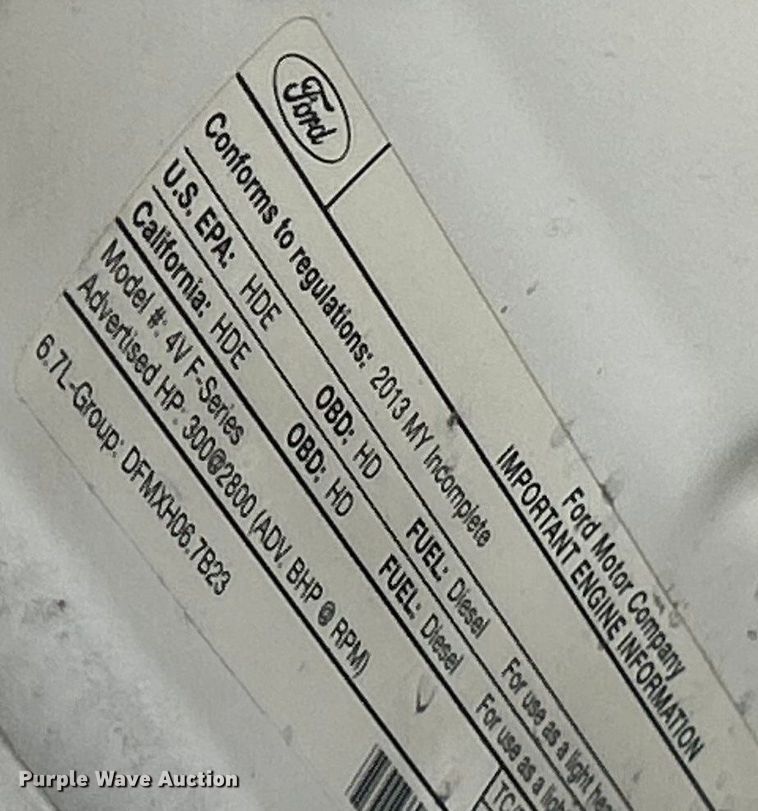 Ford
Ford Motor Company
IMPORTANT ENGINE INFORMATION
Conforms to regulations: 2013 MY Incomplete
U.S. EPA: HDE OBD: HD FUEL: Diesel For use as a light
California: HDE OBD: HD FUEL: Diesel For use as a
Model #: 4V F-Series
Advertised HP: 300@2800 (ADV. BHP @ RPM)
6.7L-Group: DFMXH06.7B23
Purple Wave Auction